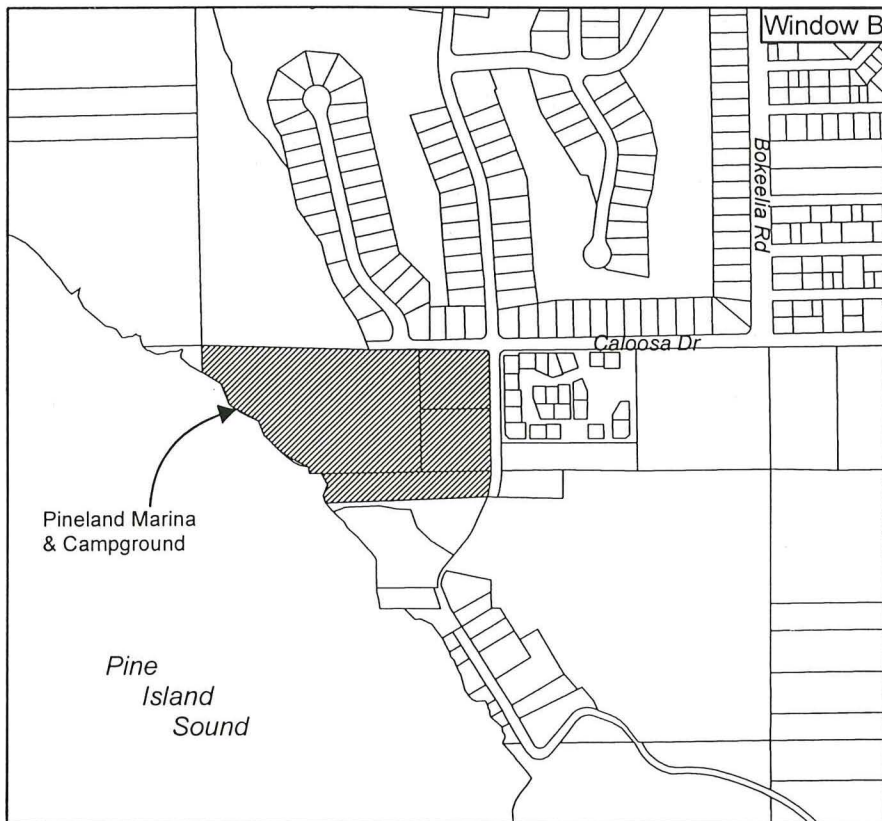 Window B
Bokeelia Rd
Caloosa Dr
Pineland Marina
& Campground
Pine
Island
Sound